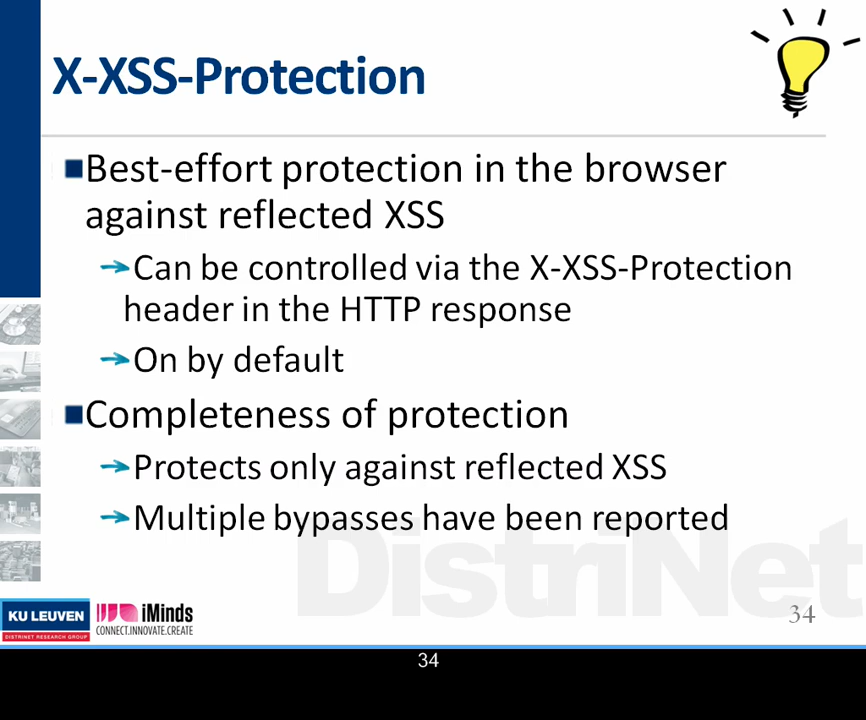 X-XSS-Protection
Best-effort protection in the browser
against reflected XSS
Can be controlled via the X-XSS-Protection
header in the HTTP response
On by default
Completeness of protection
Protects only against reflected XSS
Multiple bypasses have been reported
DistriNet
KU LEUVEN
DISTRINET RESEARCH GROUP
iMinds
CONNECT.INNOVATE.CREATE
34
34